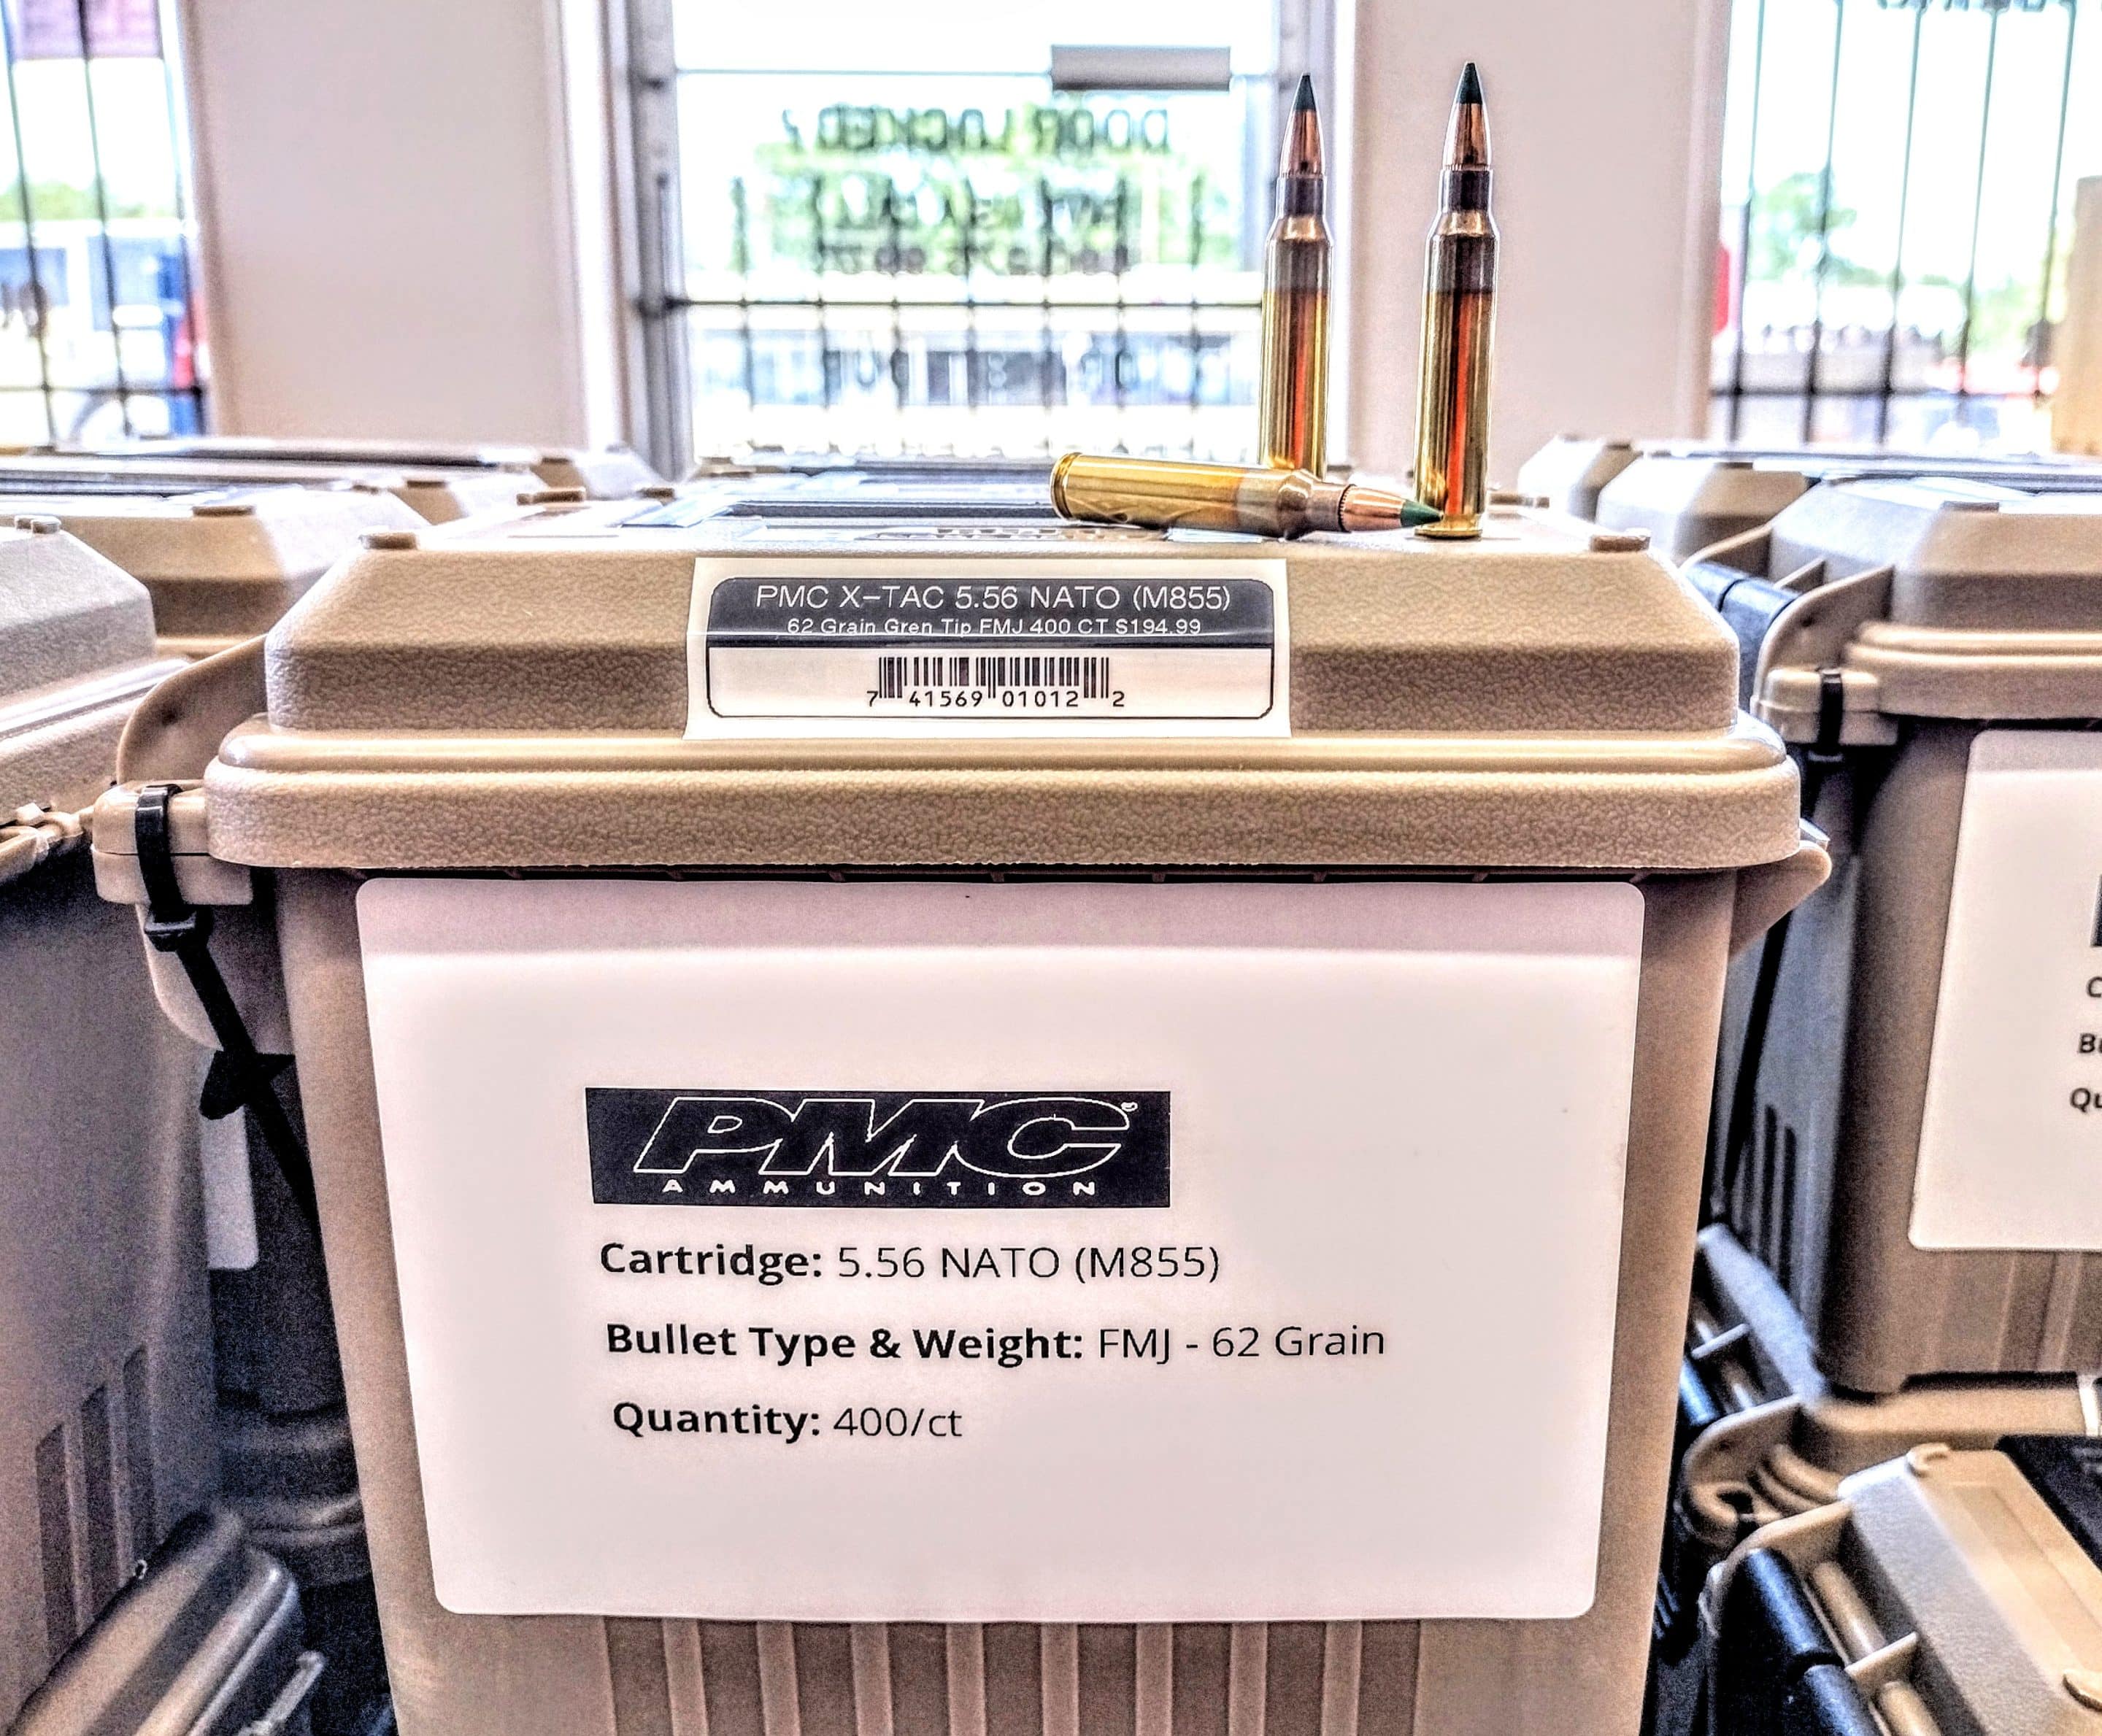 DOOR LOCKED?
PMC X-TAC 5.56 NATO (M855)
62 Grain Gren Tip FMJ 400 CT $194.99
7 41569 01012 2
PMC
AMMUNITION
Cartridge: 5.56 NATO (M855)
Bullet Type & Weight: FMJ - 62 Grain
Quantity: 400/ct